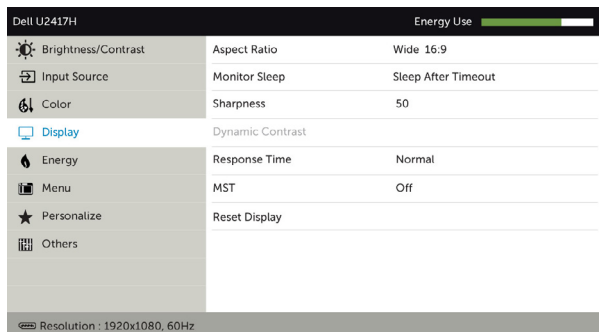 Dell U2417H Energy Use
Brightness/Contrast Aspect Ratio Wide 16:9
Input Source Monitor Sleep Sleep After Timeout
Color Sharpness 50
Display Dynamic Contrast
Energy Response Time Normal
Menu MST Off
Personalize Reset Display
Others
Resolution : 1920x1080, 60Hz